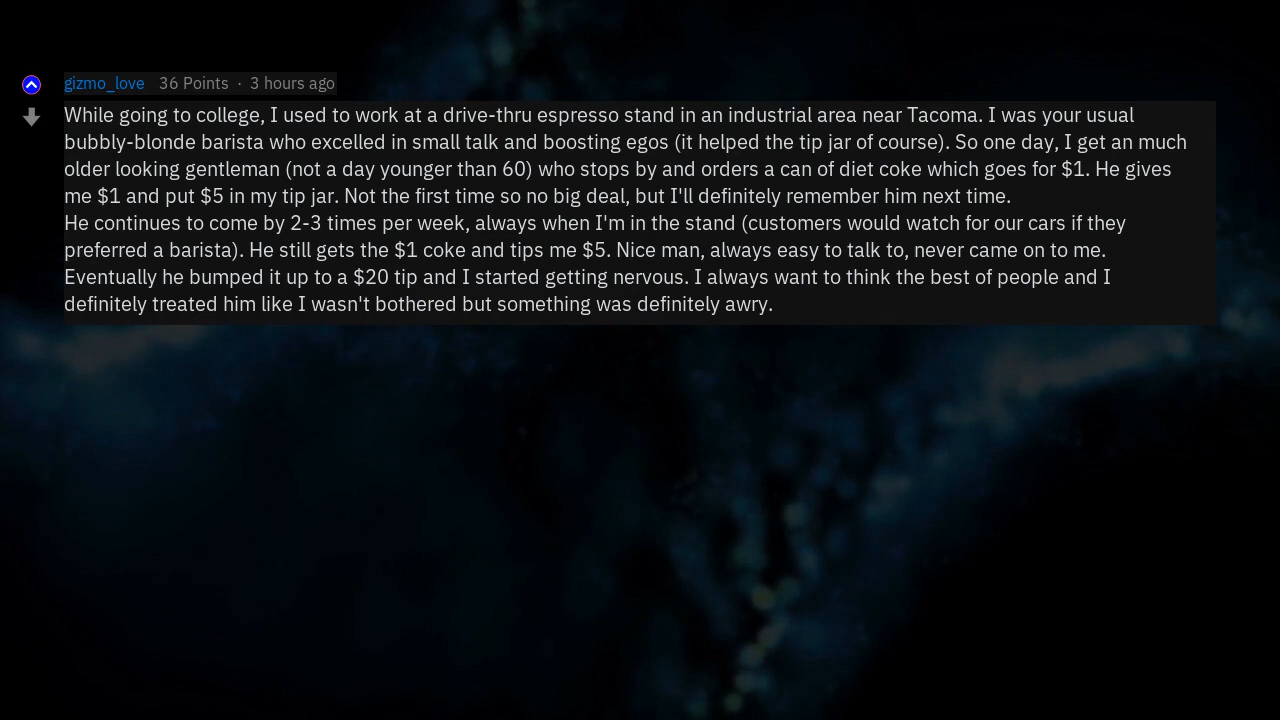 gizmo_love 36 Points · 3 hours ago
While going to college, I used to work at a drive-thru espresso stand in an industrial area near Tacoma. I was your usual
bubbly-blonde barista who excelled in small talk and boosting egos (it helped the tip jar of course). So one day, I get an much
older looking gentleman (not a day younger than 60) who stops by and orders a can of diet coke which goes for $1. He gives
me $1 and put $5 in my tip jar. Not the first time so no big deal, but I'll definitely remember him next time.
He continues to come by 2-3 times per week, always when I'm in the stand (customers would watch for our cars if they
preferred a barista). He still gets the $1 coke and tips me $5. Nice man, always easy to talk to, never came on to me.
Eventually he bumped it up to a $20 tip and I started getting nervous. I always want to think the best of people and I
definitely treated him like I wasn't bothered but something was definitely awry.